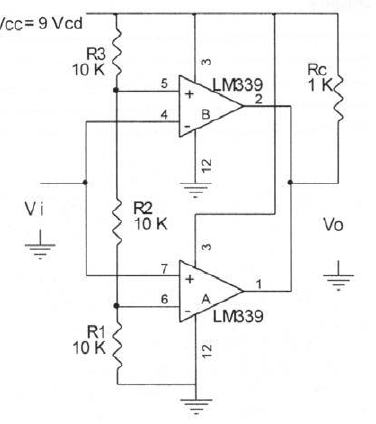 Vcc= 9 Vcd
R3
10 K
3
LM339
Rc
1 K
5
+
2
4
-
B
12
Vi
R2
10 K
Vo
3
7
+
1
6
-
A
LM339
R1
10 K
12